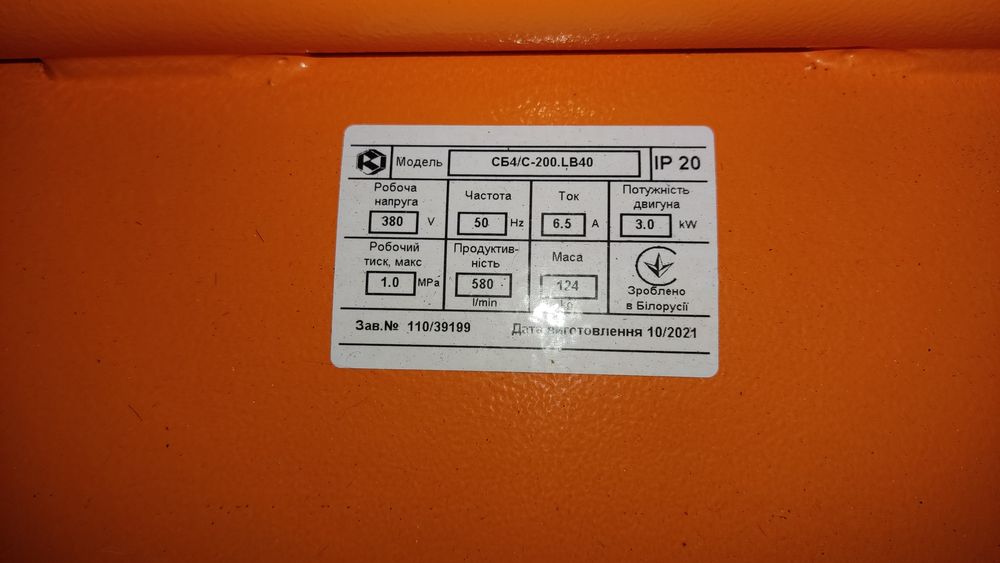 Модель СБ4/С-200.LB40 IP 20
Робоча напруга Частота Ток Потужність двигуна
380 V 50 Hz 6.5 A 3.0 kW
Робочий тиск, макс Продуктив-ність Маса
1.0 MPa 580 l/min 124 kg Зроблено в Білорусії
Зав.№ 110/39199 Дата виготовлення 10/2021